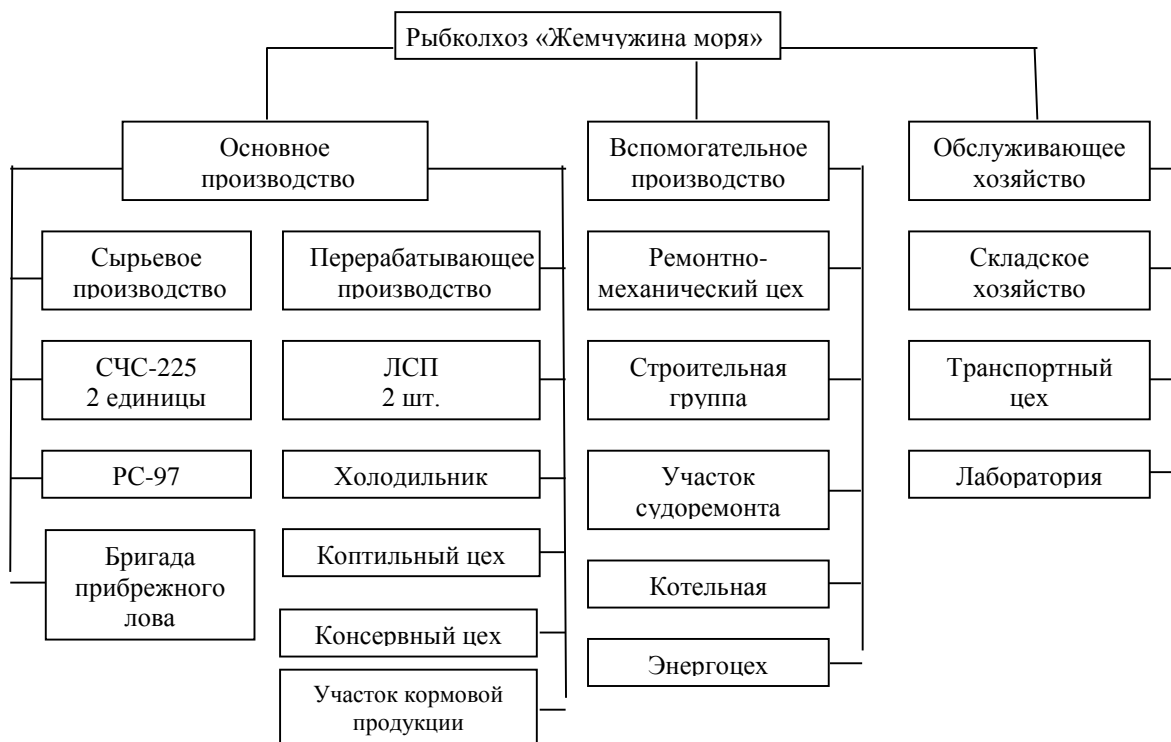 Рыбколхоз «Жемчужина моря»
Основное
производство
Вспомогательное
производство
Обслуживающее
хозяйство
Сырьевое
производство
Перерабатывающее
производство
Ремонтно-
механический цех
Складское
хозяйство
СЧС-225
2 единицы
ЛСП
2 шт.
Строительная
группа
Транспортный
цех
РС-97
Холодильник
Участок
судоремонта
Лаборатория
Бригада
прибрежного
лова
Коптильный цех
Котельная
Консервный цех
Энергоцех
Участок кормовой
продукции